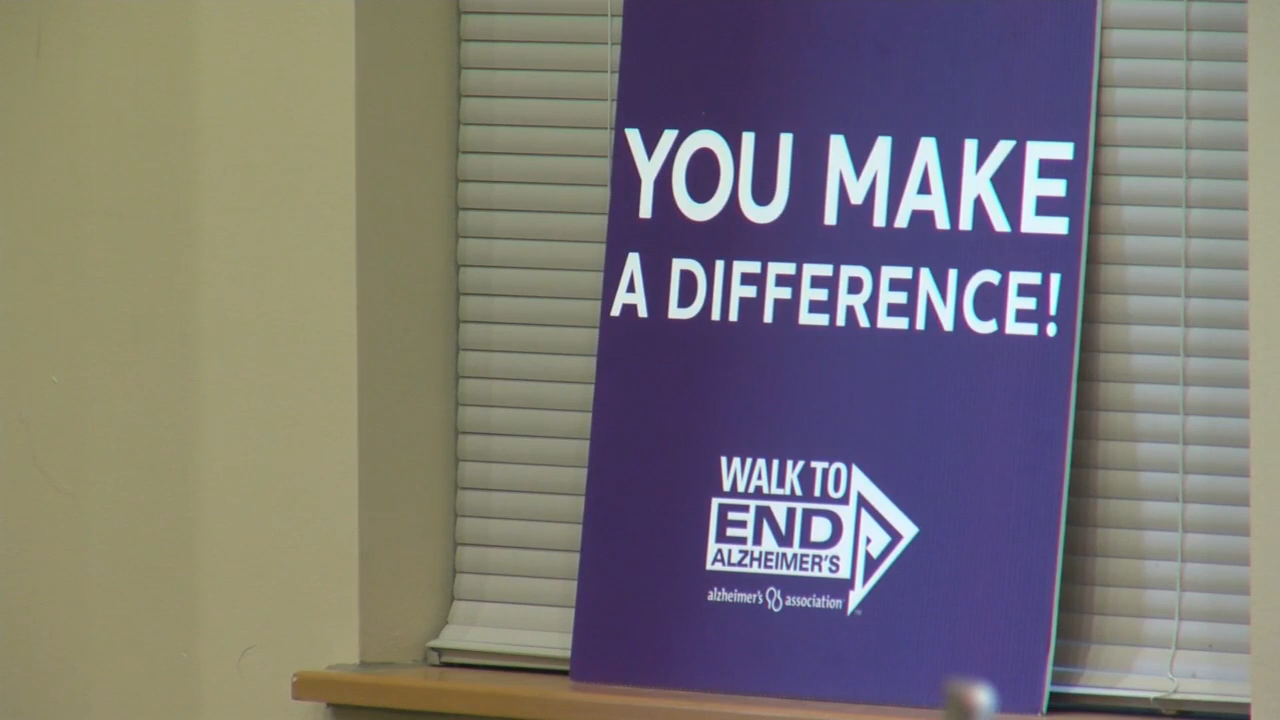 YOU MAKE
A DIFFERENCE!
WALK TO
END
ALZHEIMER'S
alzheimer's association